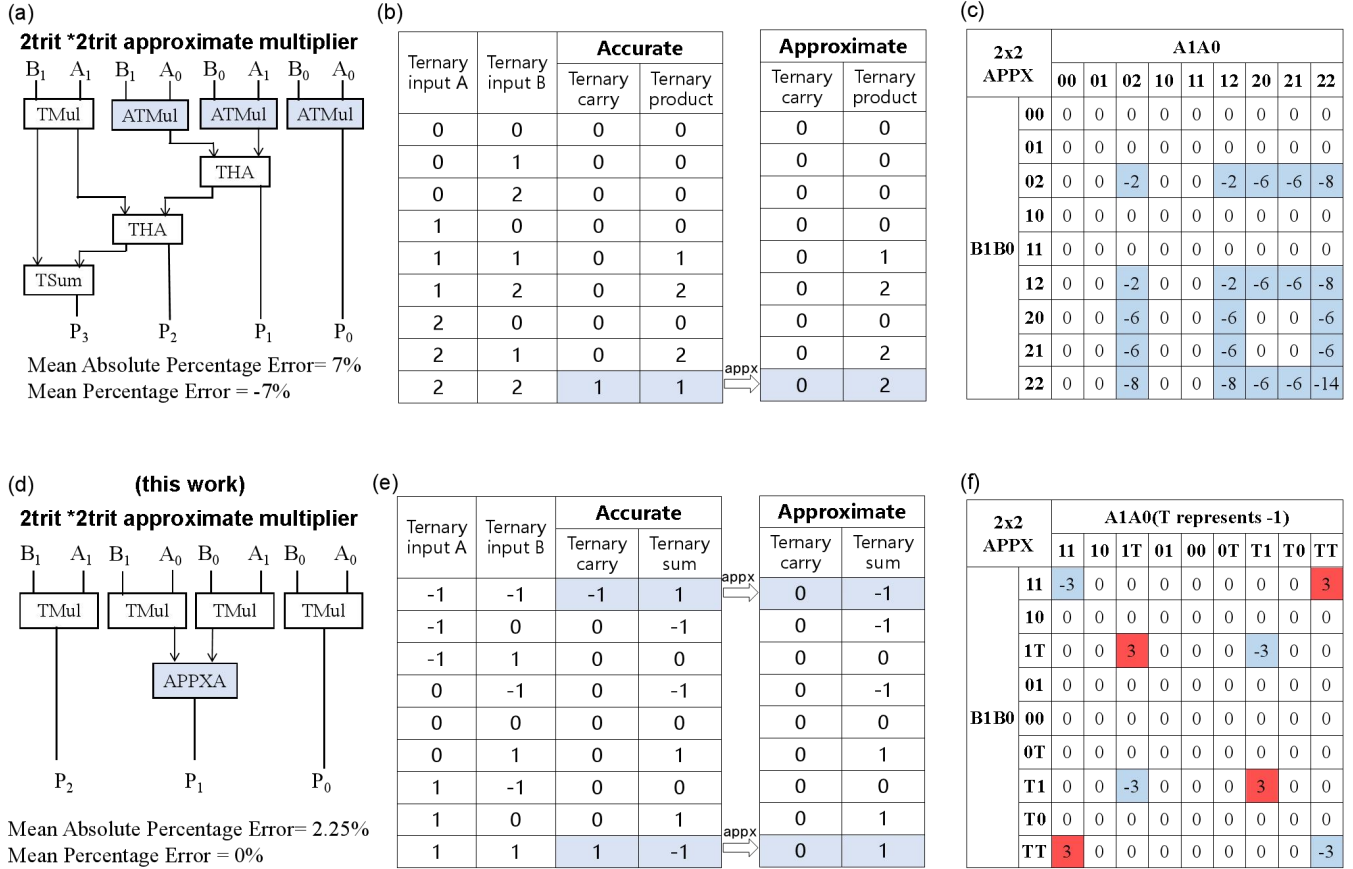 (a)
2trit *2trit approximate multiplier
B1 A1 B1 A0 B0 A1 B0 A0
TMul ATMul ATMul ATMul
THA
THA
TSum
P3 P2 P1 P0
Mean Absolute Percentage Error= 7%
Mean Percentage Error = -7%
(b)
Ternary input A Ternary input B Accurate Approximate
Ternary carry Ternary product Ternary carry Ternary product
0 0 0 0 0 0
0 1 0 0 0 0
0 2 0 0 0 0
1 0 0 0 0 0
1 1 0 1 0 1
1 2 0 2 0 2
2 0 0 0 0 0
2 1 0 2 0 2
2 2 1 1 appx 0 2
(c)
2x2 APPX A1A0
00 01 02 10 11 12 20 21 22
B1B0
00 0 0 0 0 0 0 0 0 0
01 0 0 0 0 0 0 0 0 0
02 0 0 -2 0 0 -2 -6 -6 -8
10 0 0 0 0 0 0 0 0 0
11 0 0 0 0 0 0 0 0 0
12 0 0 -2 0 0 -2 -6 -6 -8
20 0 0 -6 0 0 -6 0 0 -6
21 0 0 -6 0 0 -6 0 0 -6
22 0 0 -8 0 0 -8 -6 -6 -14
(d)
(this work)
2trit *2trit approximate multiplier
B1 A1 B1 A0 B0 A1 B0 A0
TMul TMul TMul TMul
APPXA
P2 P1 P0
Mean Absolute Percentage Error= 2.25%
Mean Percentage Error = 0%
(e)
Ternary input A Ternary input B Accurate Approximate
Ternary carry Ternary sum Ternary carry Ternary sum
-1 -1 -1 1 appx 0 -1
-1 0 0 -1 0 -1
-1 1 0 0 0 0
0 -1 0 -1 0 -1
0 0 0 0 0 0
0 1 0 1 0 1
1 -1 0 0 0 0
1 0 0 1 0 1
1 1 1 -1 appx 0 1
(f)
2x2 APPX A1A0(T represents -1)
11 10 1T 01 00 0T T1 T0 TT
B1B0
11 -3 0 0 0 0 0 0 0 3
10 0 0 0 0 0 0 0 0 0
1T 0 0 3 0 0 0 -3 0 0
01 0 0 0 0 0 0 0 0 0
00 0 0 0 0 0 0 0 0 0
0T 0 0 0 0 0 0 0 0 0
T1 0 0 -3 0 0 0 3 0 0
T0 0 0 0 0 0 0 0 0 0
TT 3 0 0 0 0 0 0 0 -3